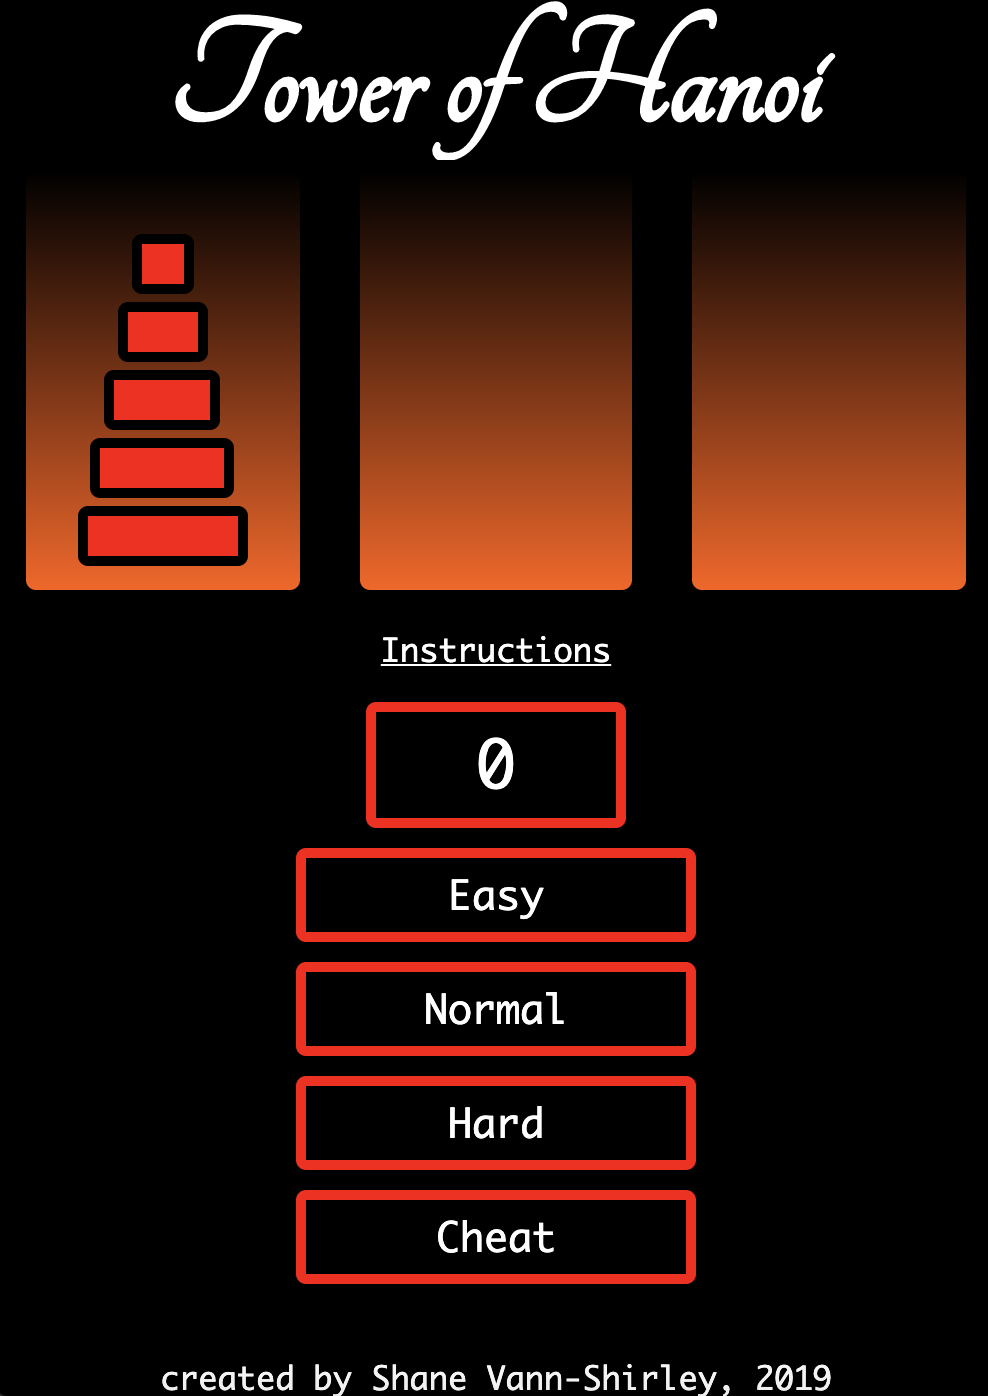 Tower of Hanoi
Instructions
0
Easy
Normal
Hard
Cheat
created by Shane Vann-Shirley, 2019